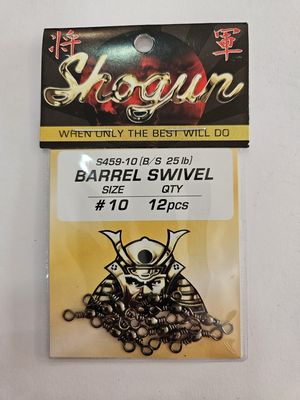 将 軍
Shogun
WHEN ONLY THE BEST WILL DO
S459-10 (B/S 25 lb)
BARREL SWIVEL
SIZE QTY
#10 12pcs